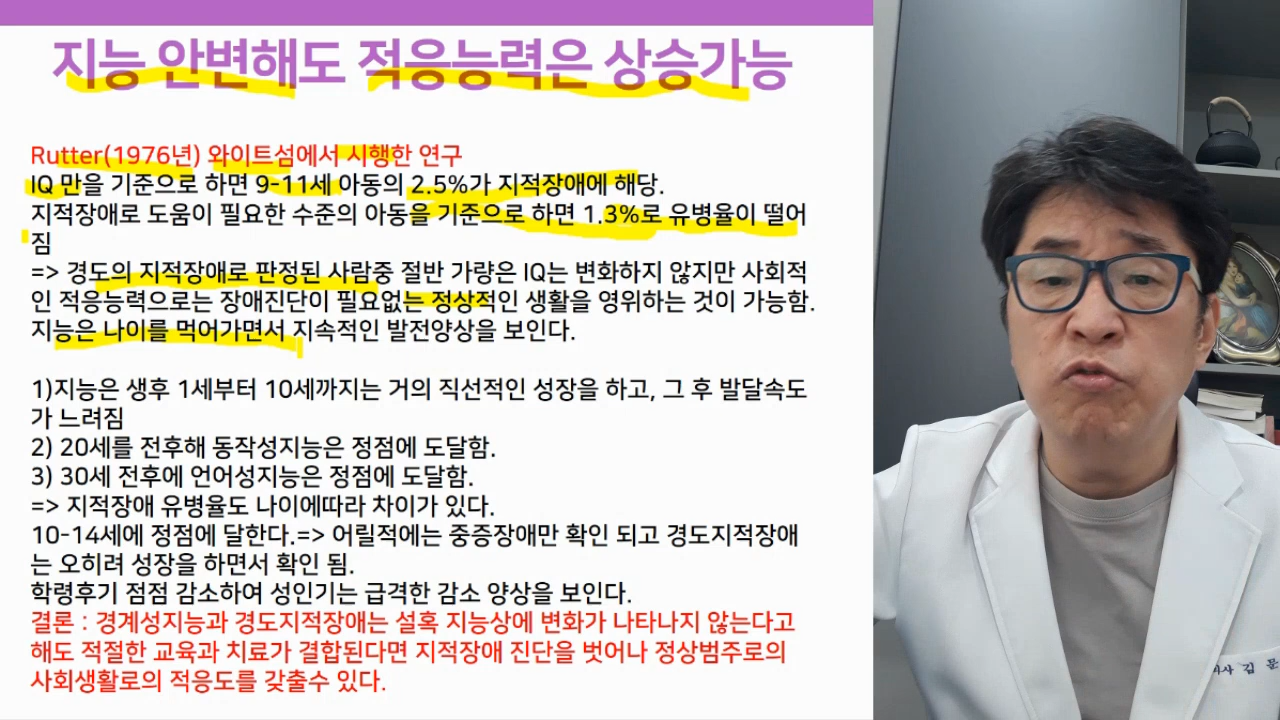 지능 안변해도 적응능력은 상승가능
Rutter(1976년) 와이트섬에서 시행한 연구
IQ 만을 기준으로 하면 9-11세 아동의 2.5%가 지적장애에 해당.
지적장애로 도움이 필요한 수준의 아동을 기준으로 하면 1.3%로 유병율이 떨어
짐
=> 경도의 지적장애로 판정된 사람중 절반 가량은 IQ는 변화하지 않지만 사회적
인 적응능력으로는 장애진단이 필요없는 정상적인 생활을 영위하는 것이 가능함.
지능은 나이를 먹어가면서 지속적인 발전양상을 보인다.
1)지능은 생후 1세부터 10세까지는 거의 직선적인 성장을 하고, 그 후 발달속도
가 느려짐
2) 20세를 전후해 동작성지능은 정점에 도달함.
3) 30세 전후에 언어성지능은 정점에 도달함.
=> 지적장애 유병율도 나이에따라 차이가 있다.
10-14세에 정점에 달한다.=> 어릴적에는 중증장애만 확인 되고 경도지적장애
는 오히려 성장을 하면서 확인 됨.
학령후기 점점 감소하여 성인기는 급격한 감소 양상을 보인다.
결론 : 경계성지능과 경도지적장애는 설혹 지능상에 변화가 나타나지 않는다고
해도 적절한 교육과 치료가 결합된다면 지적장애 진단을 벗어나 정상범주로의
사회생활로의 적응도를 갖출수 있다.
김 문